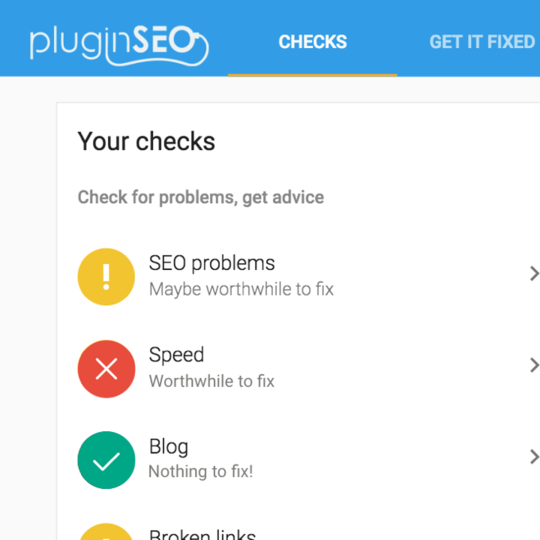 pluginSEO
CHECKS
GET IT FIXED
Your checks
Check for problems, get advice
SEO problems
Maybe worthwhile to fix
Speed
Worthwhile to fix
Blog
Nothing to fix!
Broken links